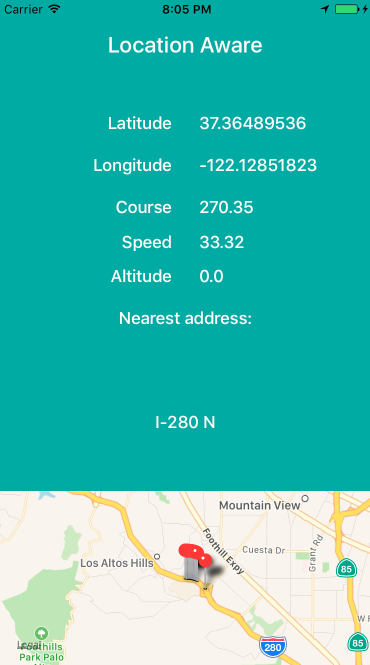 Carrier 8:05 PM
Location Aware
Latitude 37.36489536
Longitude -122.12851823
Course 270.35
Speed 33.32
Altitude 0.0
Nearest address:
I-280 N
Mountain View
Foothill Expy
Cuesta Dr
Grant Rd
Los Altos Hills
85
W F
280
85
Legal
Foothills
Park Palo